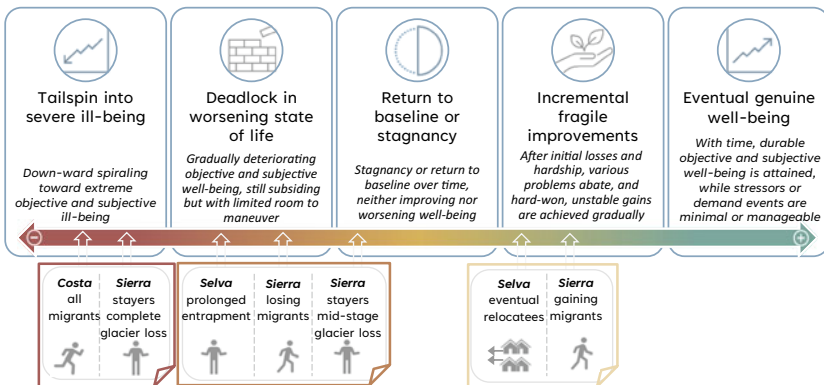 Tailspin into
severe ill-being
Down-ward spiraling
toward extreme
objective and subjective
ill-being
Deadlock in
worsening state
of life
Gradually deteriorating
objective and subjective
well-being, still subsiding
but with limited room to
maneuver
Return to
baseline or
stagnancy
Stagnancy or return to
baseline over time,
neither improving nor
worsening well-being
Incremental
fragile
improvements
After initial losses and
hardship, various
problems abate, and
hard-won, unstable gains
are achieved gradually
Eventual genuine
well-being
With time, durable
objective and subjective
well-being is attained,
while stressors or
demand events are
minimal or manageable
Costa
all
migrants
Sierra
stayers
complete
glacier loss
Selva
prolonged
entrapment
Sierra
losing
migrants
Sierra
stayers
mid-stage
glacier loss
Selva
eventual
relocatees
Sierra
gaining
migrants